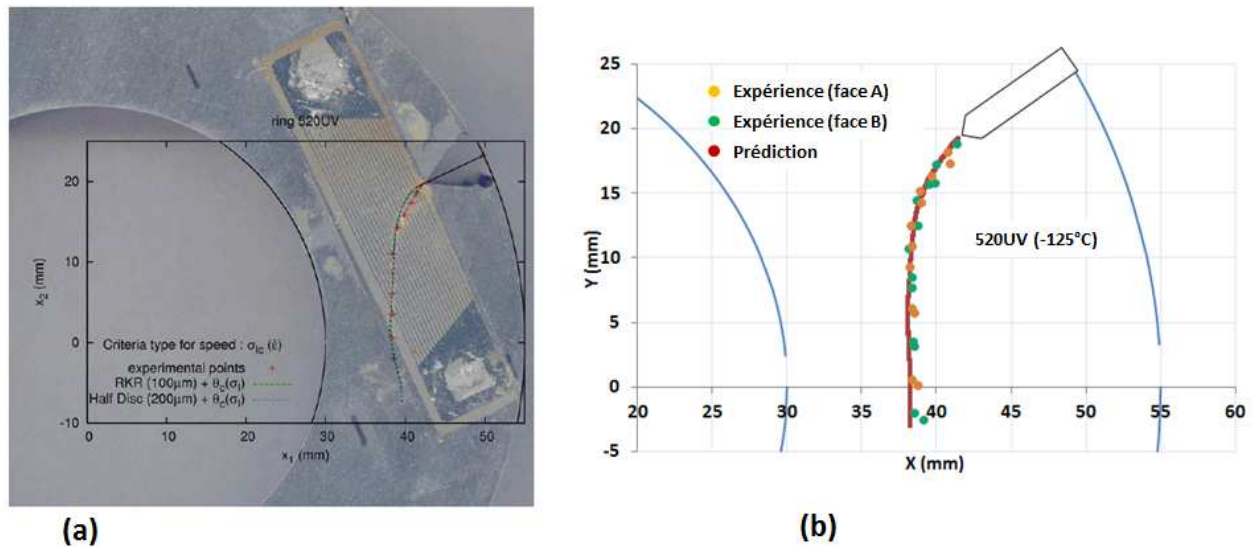 ring 520UV
20
10
0
-10
x2 (mm)
Criteria type for speed : σIc (ℓ̇)
experimental points
RKR (100µm) + θc(σI)
Half Disc (200µm) + θc(σI)
0 10 20 30 40 50
x1 (mm)
(a)
25
20
15
10
5
0
-5
Y (mm)
Expérience (face A)
Expérience (face B)
Prédiction
520UV (-125°C)
20 25 30 35 40 45 50 55 60
X (mm)
(b)